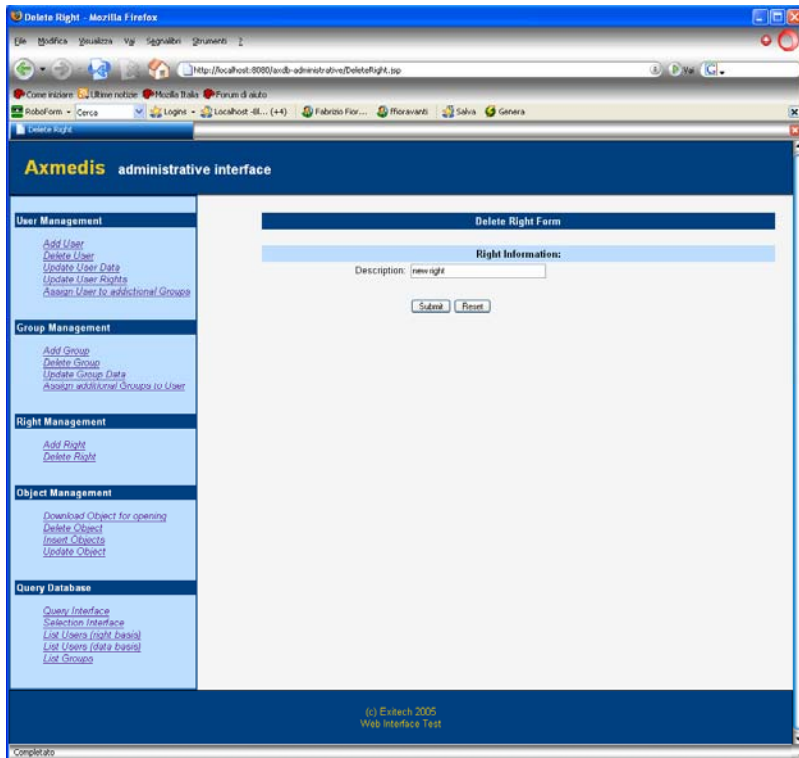 Delete Right - Mozilla Firefox
File Modifica Visualizza Vai Segnalibri Strumenti ?
http://localhost:8080/axdb-administrative/DeleteRight.jsp Vai
Come iniziare Ultime notizie Mozilla Italia Forum di aiuto
RoboForm Cerca Logins Localhost -8l... (+4) Fabrizio Fior... ffioravanti Salva Genera
Delete Right
Axmedis administrative interface
User Management
Add User
Delete User
Update User Data
Update User Rights
Assign User to addictional Groups
Group Management
Add Group
Delete Group
Update Group Data
Assign additional Groups to User
Right Management
Add Right
Delete Right
Object Management
Download Object for opening
Delete Object
Insert Objects
Update Object
Query Database
Query Interface
Selection Interface
List Users (right basis)
List Users (data basis)
List Groups
Delete Right Form
Right Information:
Description: new right
Submit Reset
(c) Exitech 2005
Web Interface Test
Completato